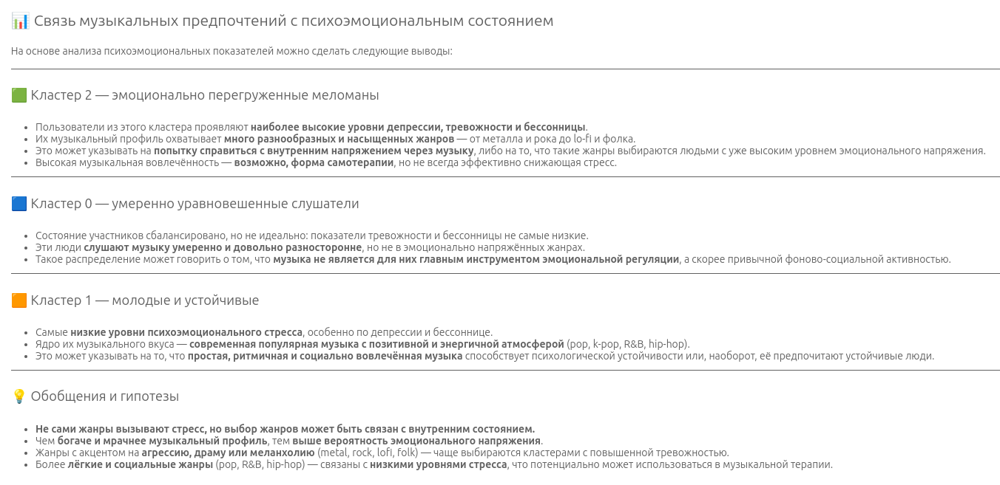 📊 Связь музыкальных предпочтений с психоэмоциональным состоянием
На основе анализа психоэмоциональных показателей можно сделать следующие выводы:
🟩 Кластер 2 — эмоционально перегруженные меломаны
• Пользователи из этого кластера проявляют наиболее высокие уровни депрессии, тревожности и бессонницы.
• Их музыкальный профиль охватывает много разнообразных и насыщенных жанров — от металла и рока до lo-fi и фолка.
• Это может указывать на попытку справиться с внутренним напряжением через музыку, либо на то, что такие жанры выбираются людьми с уже высоким уровнем эмоционального напряжения.
• Высокая музыкальная вовлечённость — возможно, форма самотерапии, но не всегда эффективно снижающая стресс.
🟦 Кластер 0 — умеренно уравновешенные слушатели
• Состояние участников сбалансировано, но не идеально: показатели тревожности и бессонницы не самые низкие.
• Эти люди слушают музыку умеренно и довольно разносторонне, но не в эмоционально напряжённых жанрах.
• Такое распределение может говорить о том, что музыка не является для них главным инструментом эмоциональной регуляции, а скорее привычной фоново-социальной активностью.
🟧 Кластер 1 — молодые и устойчивые
• Самые низкие уровни психоэмоционального стресса, особенно по депрессии и бессоннице.
• Ядро их музыкального вкуса — современная популярная музыка с позитивной и энергичной атмосферой (pop, k-pop, R&B, hip-hop).
• Это может указывать на то, что простая, ритмичная и социально вовлечённая музыка способствует психологической устойчивости или, наоборот, её предпочитают устойчивые люди.
💡 Обобщения и гипотезы
• Не сами жанры вызывают стресс, но выбор жанров может быть связан с внутренним состоянием.
• Чем богаче и мрачнее музыкальный профиль, тем выше вероятность эмоционального напряжения.
• Жанры с акцентом на агрессию, драму или меланхолию (metal, rock, lofi, folk) — чаще выбираются кластерами с повышенной тревожностью.
• Более лёгкие и социальные жанры (pop, R&B, hip-hop) — связаны с низкими уровнями стресса, что потенциально может использоваться в музыкальной терапии.